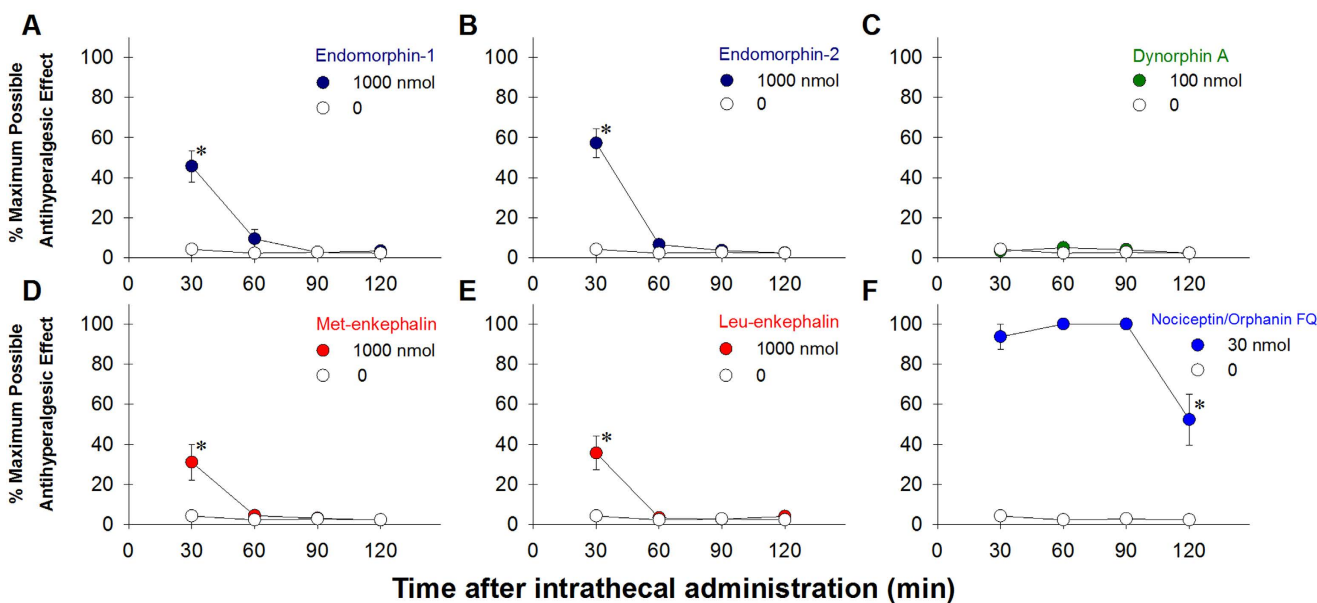 A
% Maximum Possible
Antihyperalgesic Effect
100
80
60
40
20
0
0 30 60 90 120
Endomorphin-1
1000 nmol
0
*
B
100
80
60
40
20
0
0 30 60 90 120
Endomorphin-2
1000 nmol
0
*
C
100
80
60
40
20
0
0 30 60 90 120
Dynorphin A
100 nmol
0
D
% Maximum Possible
Antihyperalgesic Effect
100
80
60
40
20
0
0 30 60 90 120
Met-enkephalin
1000 nmol
0
*
E
100
80
60
40
20
0
0 30 60 90 120
Leu-enkephalin
1000 nmol
0
*
F
100
80
60
40
20
0
0 30 60 90 120
Nociceptin/Orphanin FQ
30 nmol
0
*
Time after intrathecal administration (min)